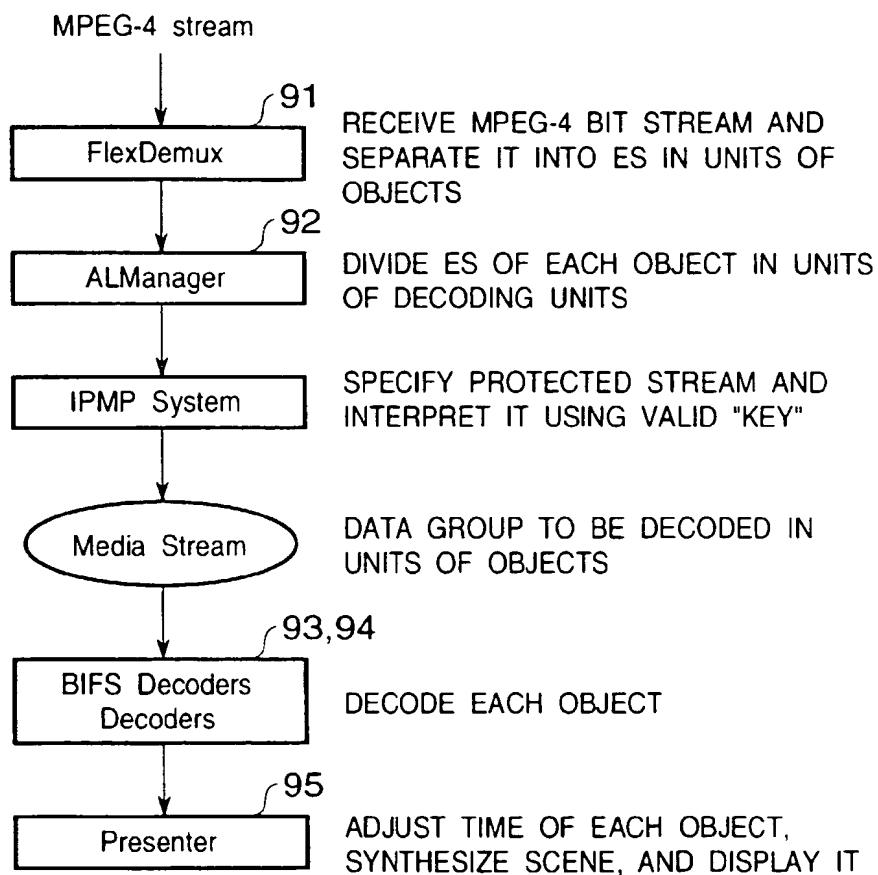 MPEG-4 stream
91
FlexDemux
RECEIVE MPEG-4 BIT STREAM AND
SEPARATE IT INTO ES IN UNITS OF
OBJECTS
92
ALManager
DIVIDE ES OF EACH OBJECT IN UNITS
OF DECODING UNITS
IPMP System
SPECIFY PROTECTED STREAM AND
INTERPRET IT USING VALID "KEY"
Media Stream
DATA GROUP TO BE DECODED IN
UNITS OF OBJECTS
93,94
BIFS Decoders
Decoders
DECODE EACH OBJECT
95
Presenter
ADJUST TIME OF EACH OBJECT,
SYNTHESIZE SCENE, AND DISPLAY IT